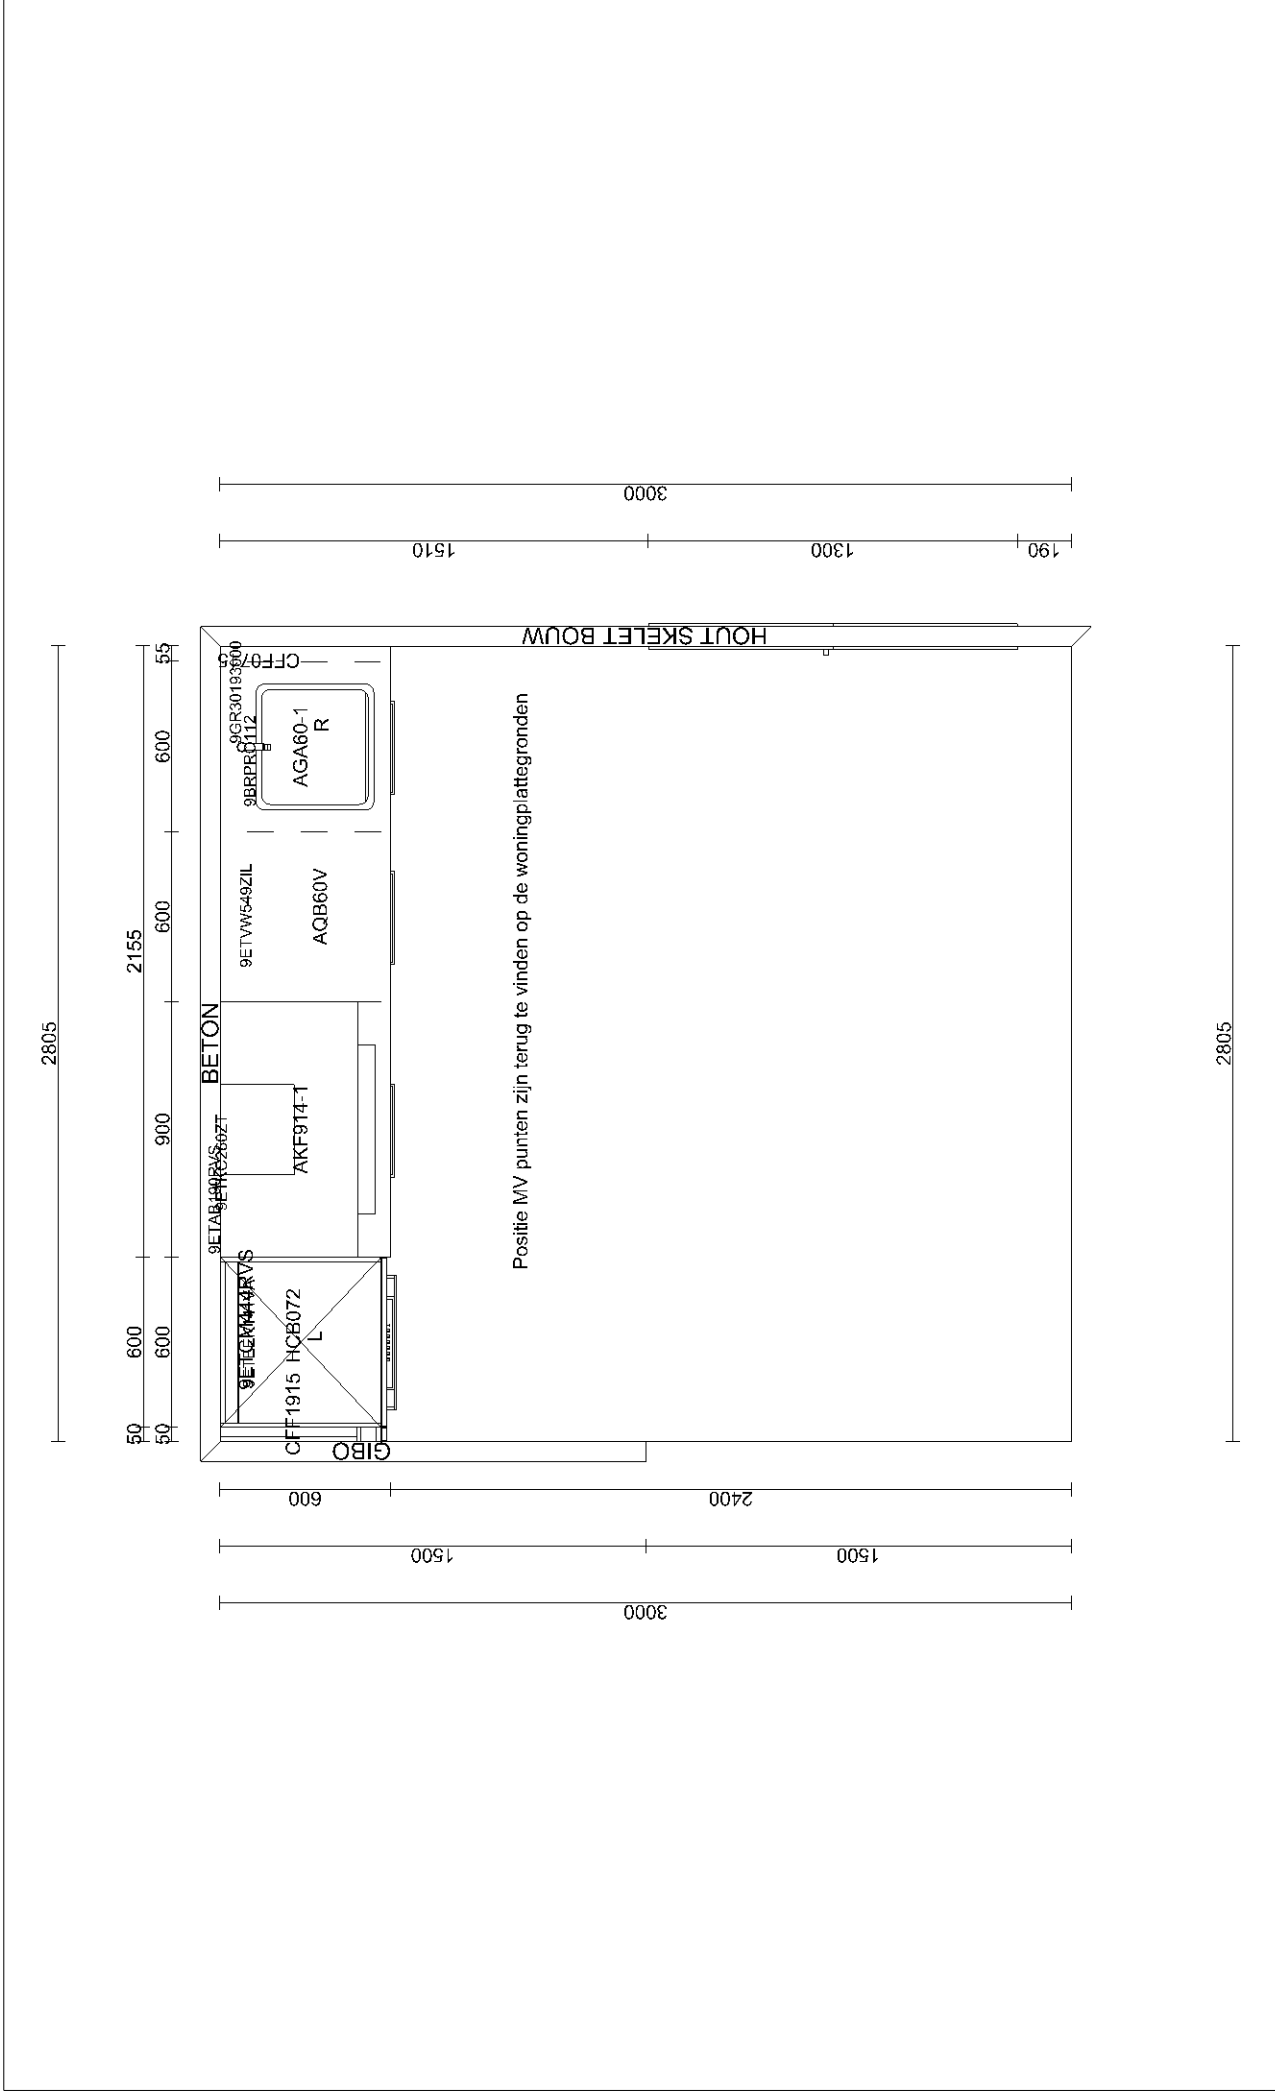 3000
1510
1300
190
HOUT SKELET BOUW
55
600
600
900
600
50
2155
600
50
2805
2805
CFF0715
9GR30193000
9BRPRO112
AGA60-1
R
9ETVW549ZIL
AQB60V
BETON
AKF914-1
9ETAB190RVS
CFF1915 HCB072
L
GIBO
Positie MV punten zijn terug te vinden op de woningplattegronden
600
2400
1500
1500
3000